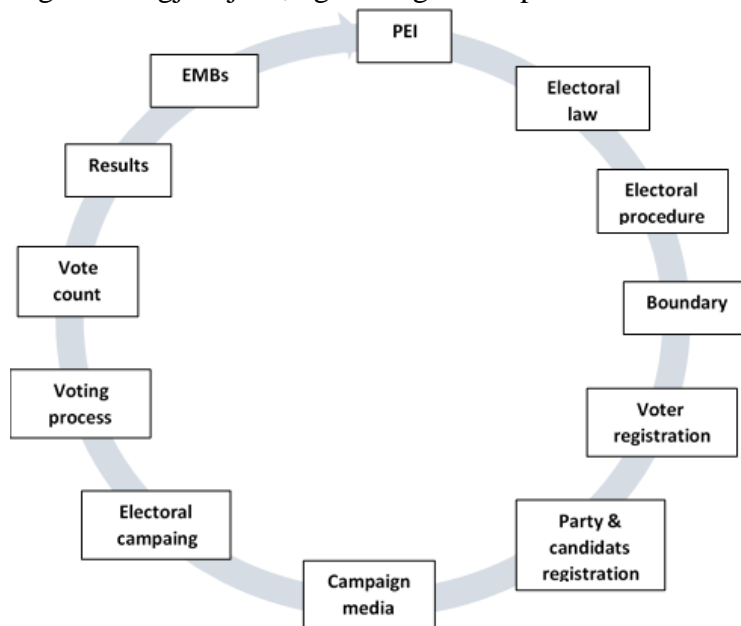 PEI
Electoral
law
Electoral
procedure
Boundary
Voter
registration
Party &
candidats
registration
Campaign
media
Electoral
campaing
Voting
process
Vote
count
Results
EMBs